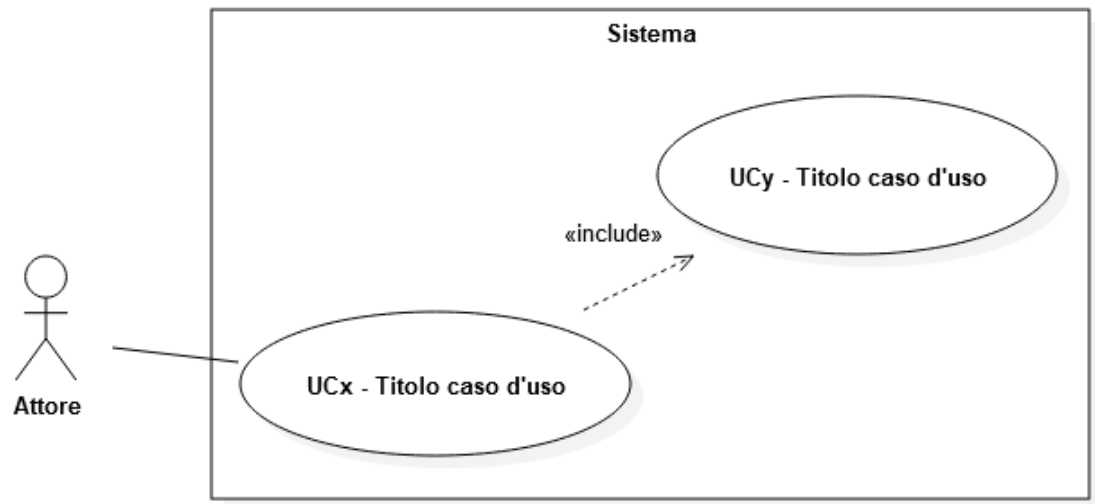 Sistema
UCy - Titolo caso d'uso
«include»
UCx - Titolo caso d'uso
Attore